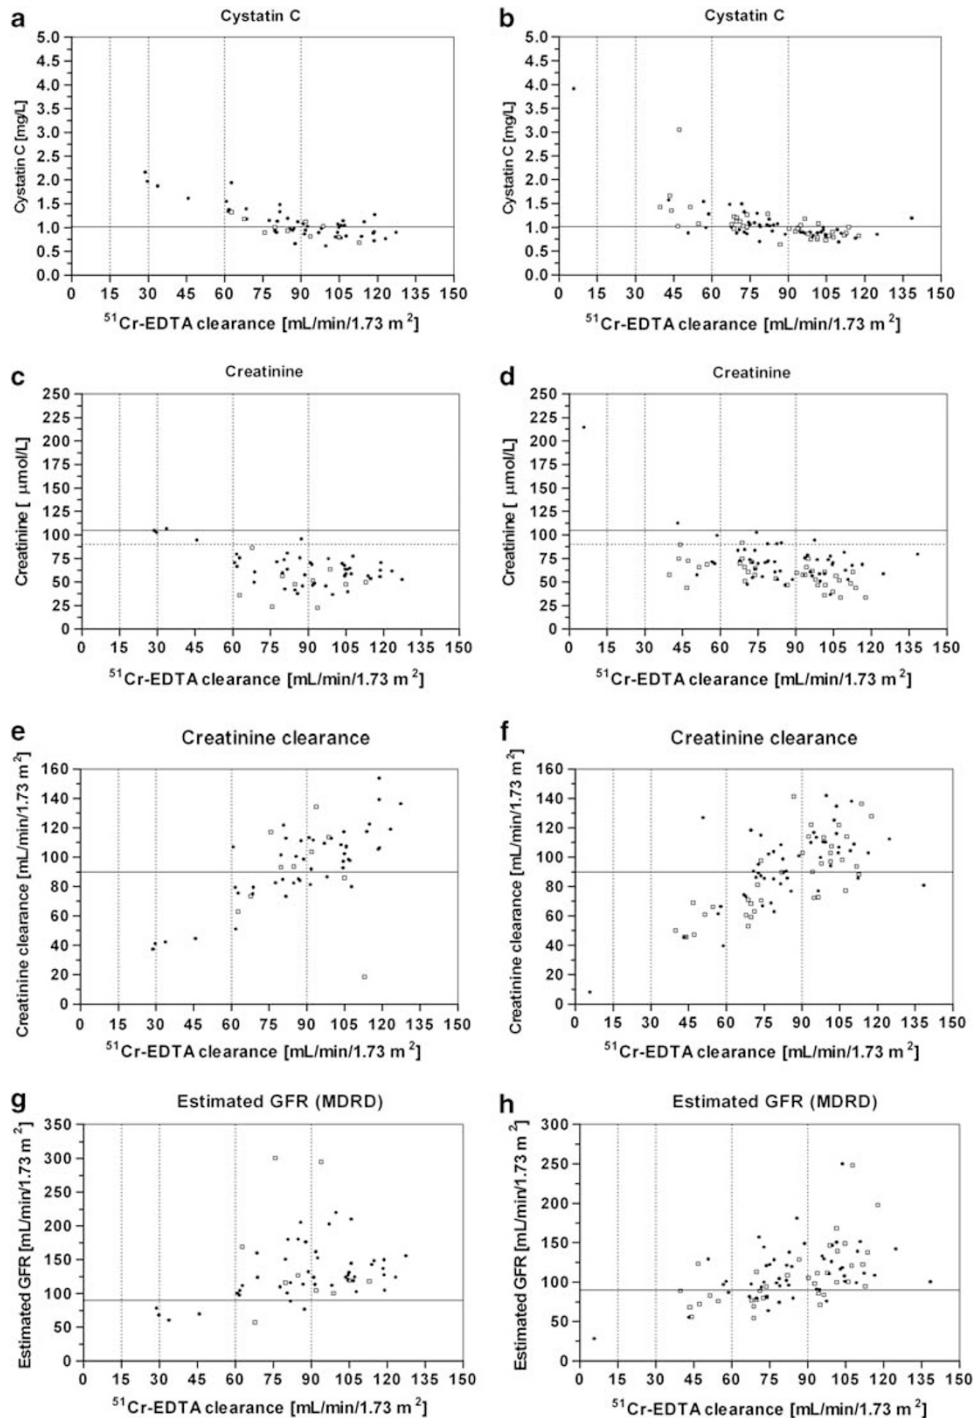 a
Cystatin C
Cystatin C [mg/L]
5.0
4.5
4.0
3.5
3.0
2.5
2.0
1.5
1.0
0.5
0.0
0 15 30 45 60 75 90 105 120 135 150
51Cr-EDTA clearance [mL/min/1.73 m2]
b
Cystatin C
Cystatin C [mg/L]
5.0
4.5
4.0
3.5
3.0
2.5
2.0
1.5
1.0
0.5
0.0
0 15 30 45 60 75 90 105 120 135 150
51Cr-EDTA clearance [mL/min/1.73 m2]
c
Creatinine
Creatinine [ μmol/L]
250
225
200
175
150
125
100
75
50
25
0
0 15 30 45 60 75 90 105 120 135 150
51Cr-EDTA clearance [mL/min/1.73 m2]
d
Creatinine
Creatinine [ μmol/L]
250
225
200
175
150
125
100
75
50
25
0
0 15 30 45 60 75 90 105 120 135 150
51Cr-EDTA clearance [mL/min/1.73 m2]
e
Creatinine clearance
Creatinine clearance [mL/min/1.73 m2]
160
140
120
100
80
60
40
20
0
0 15 30 45 60 75 90 105 120 135 150
51Cr-EDTA clearance [mL/min/1.73 m2]
f
Creatinine clearance
Creatinine clearance [mL/min/1.73 m2]
160
140
120
100
80
60
40
20
0
0 15 30 45 60 75 90 105 120 135 150
51Cr-EDTA clearance [mL/min/1.73 m2]
g
Estimated GFR (MDRD)
Estimated GFR [mL/min/1.73 m2]
350
300
250
200
150
100
50
0
0 15 30 45 60 75 90 105 120 135 150
51Cr-EDTA clearance [mL/min/1.73 m2]
h
Estimated GFR (MDRD)
Estimated GFR [mL/min/1.73 m2]
300
250
200
150
100
50
0
0 15 30 45 60 75 90 105 120 135 150
51Cr-EDTA clearance [mL/min/1.73 m2]